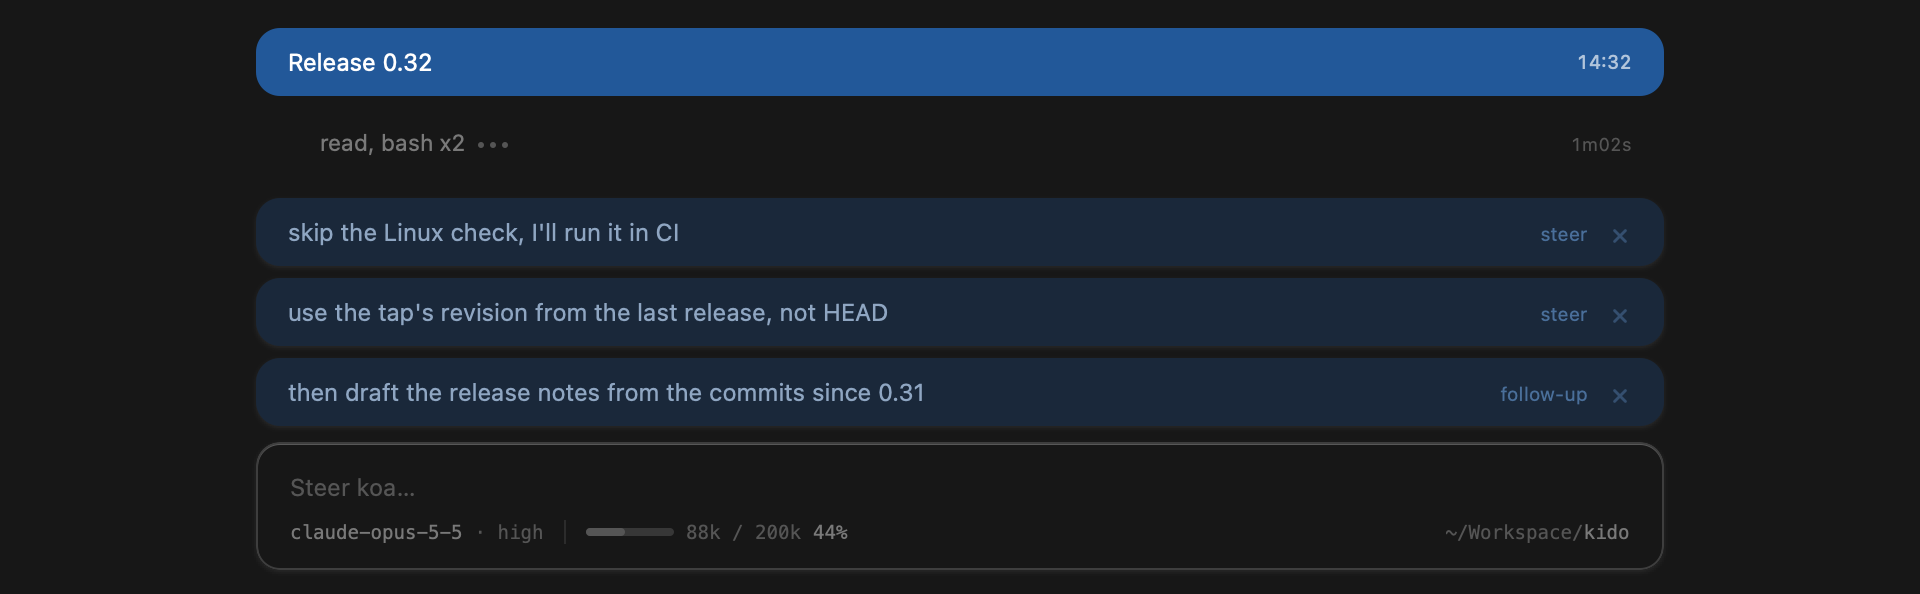 Release 0.32 14:32
read, bash x2 ••• 1m02s
skip the Linux check, I'll run it in CI steer ×
use the tap's revision from the last release, not HEAD steer ×
then draft the release notes from the commits since 0.31 follow-up ×
Steer koa...
claude-opus-5-5 · high 88k / 200k 44% ~/Workspace/kido